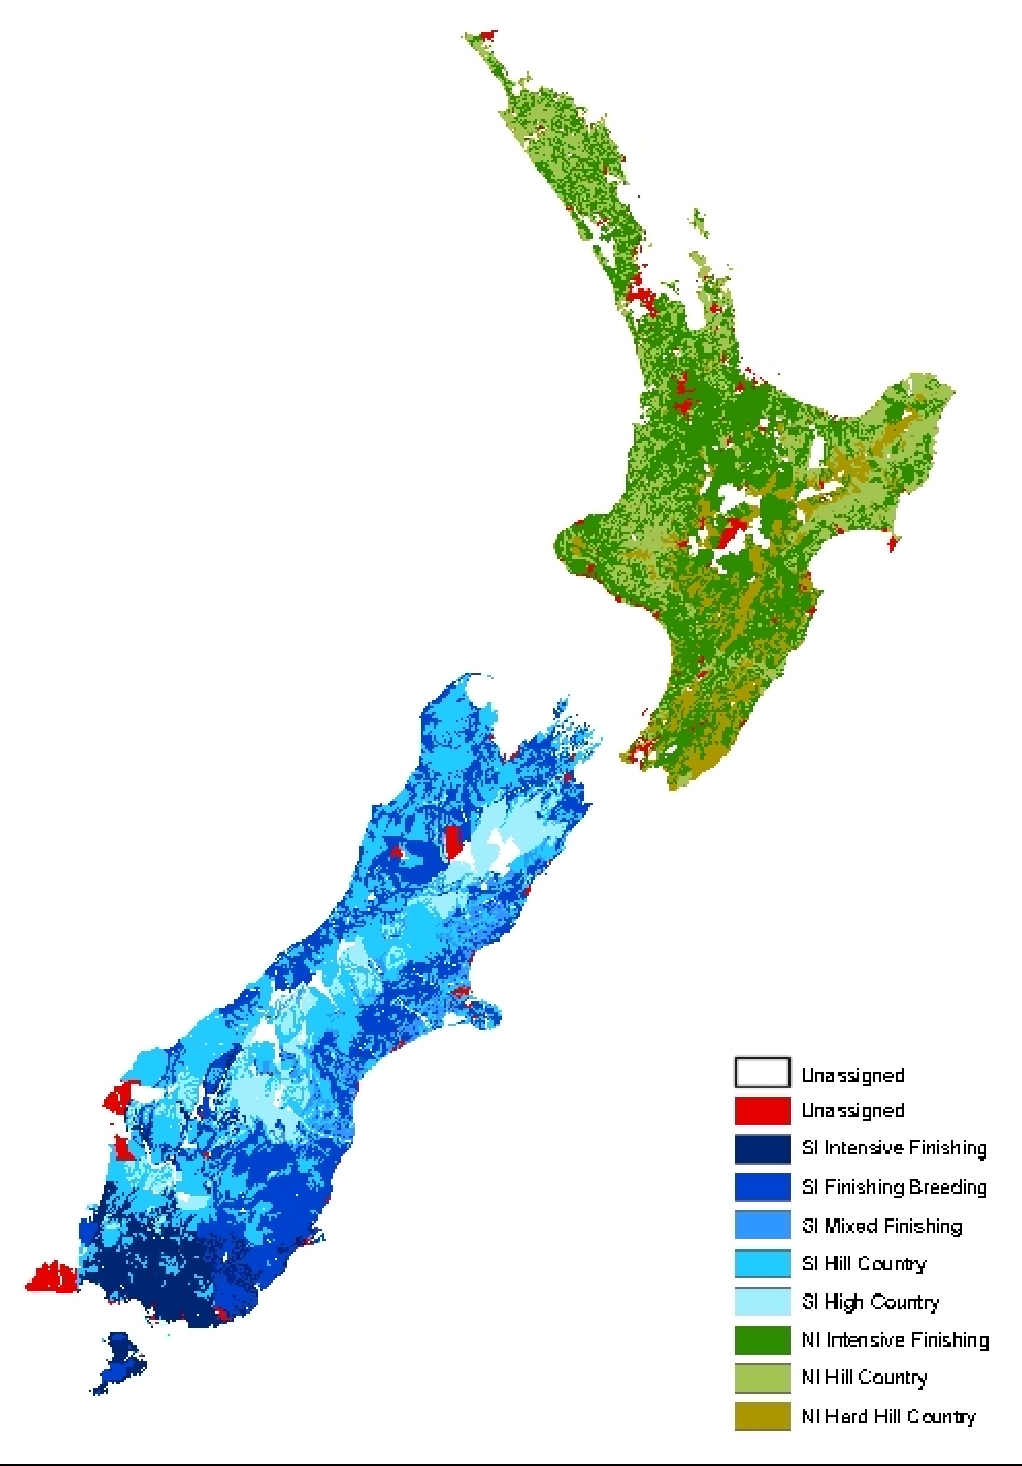 Unassigned
Unassigned
SI Intensive Finishing
SI Finishing Breeding
SI Mixed Finishing
SI Hill Country
SI High Country
NI Intensive Finishing
NI Hill Country
NI Hard Hill Country